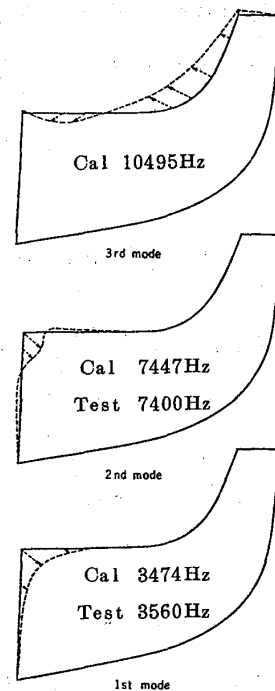 Cal 10495Hz
3rd mode
Cal 7447Hz
Test 7400Hz
2nd mode
Cal 3474Hz
Test 3560Hz
1st mode